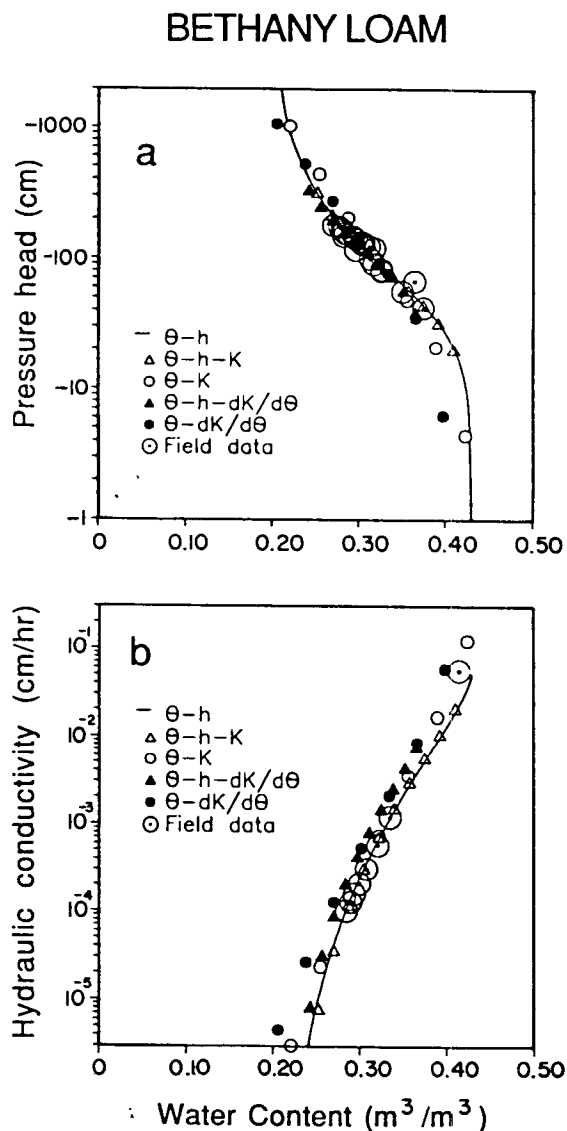 BETHANY LOAM
a
Pressure head (cm)
-1000
-100
-10
-1
— θ-h
△ θ-h-K
○ θ-K
▲ θ-h-dK/dθ
● θ-dK/dθ
⊙ Field data
0 0.10 0.20 0.30 0.40 0.50
b
Hydraulic conductivity (cm/hr)
10⁻¹
10⁻²
10⁻³
10⁻⁴
10⁻⁵
— θ-h
△ θ-h-K
○ θ-K
▲ θ-h-dK/dθ
● θ-dK/dθ
⊙ Field data
0 0.10 0.20 0.30 0.40 0.50
Water Content (m³/m³)